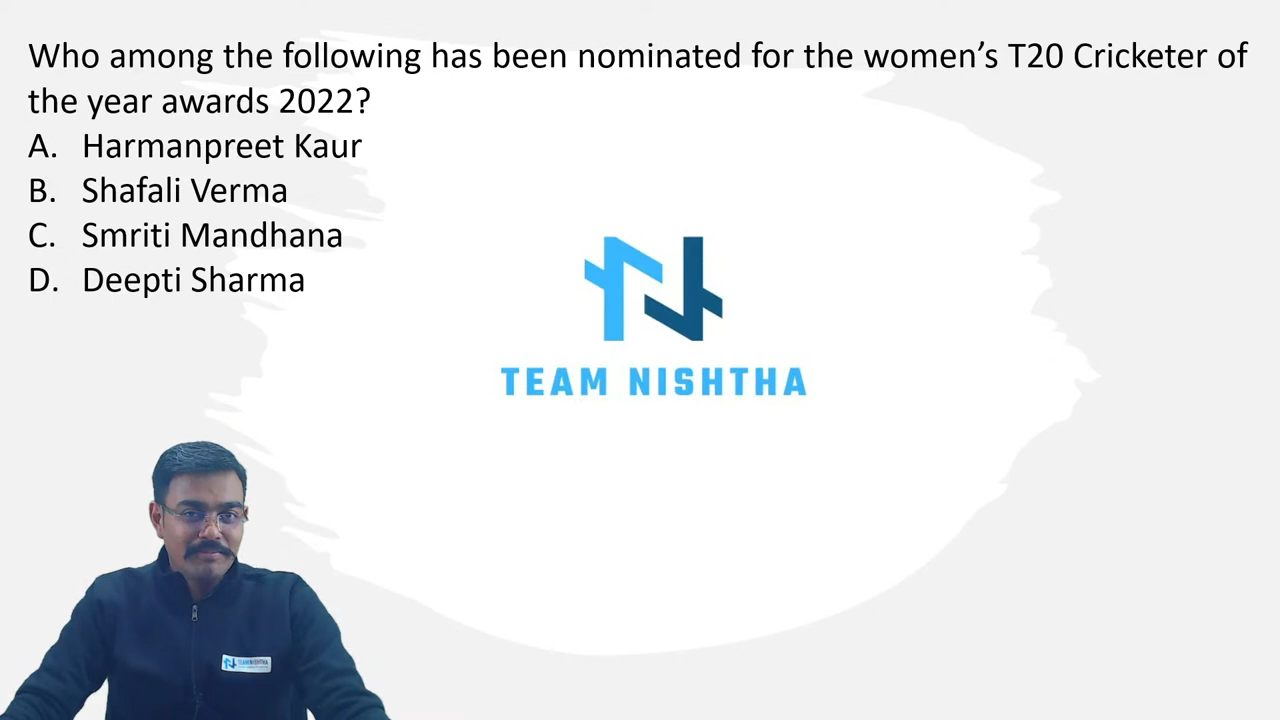 Who among the following has been nominated for the women’s T20 Cricketer of
the year awards 2022?
A. Harmanpreet Kaur
B. Shafali Verma
C. Smriti Mandhana
D. Deepti Sharma
TEAM NISHTHA
TEAMNISHTHA